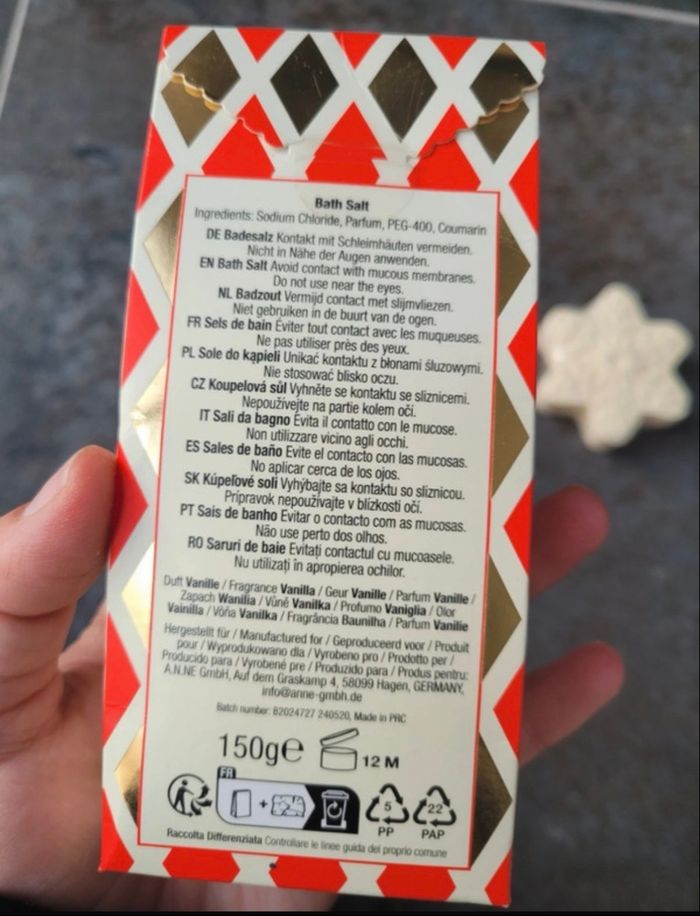 Bath Salt
Ingredients: Sodium Chloride, Parfum, PEG-400, Coumarin
DE Badesalz Kontakt mit Schleimhäuten vermeiden.
Nicht in Nähe der Augen anwenden.
EN Bath Salt Avoid contact with mucous membranes.
Do not use near the eyes.
NL Badzout Vermijd contact met slijmvliezen.
Niet gebruiken in de buurt van de ogen.
FR Sels de bain Éviter tout contact avec les muqueuses.
Ne pas utiliser près des yeux.
PL Sole do kąpieli Unikać kontaktu z błonami śluzowymi.
Nie stosować blisko oczu.
CZ Koupelová sůl Vyhněte se kontaktu se sliznicemi.
Nepoužívejte na partie kolem očí.
IT Sali da bagno Evita il contatto con le mucose.
Non utilizzare vicino agli occhi.
ES Sales de baño Evite el contacto con las mucosas.
No aplicar cerca de los ojos.
SK Kúpeľové soli Vyhýbajte sa kontaktu so sliznicou.
Prípravok nepoužívajte v blízkosti očí.
PT Sais de banho Evitar o contacto com as mucosas.
Não use perto dos olhos.
RO Saruri de baie Evitați contactul cu mucoasele.
Nu utilizați în apropierea ochilor.
Duft Vanille / Fragrance Vanilla / Geur Vanille / Parfum Vanille /
Zapach Wanilia / Vůně Vanilka / Profumo Vaniglia / Olor
Vainilla / Vôňa Vanilka / Fragrância Baunilha / Parfum Vanilie
Hergestellt für / Manufactured for / Geproduceerd voor / Produit
pour / Wyprodukowano dla / Vyrobeno pro / Prodotto per /
Producido para / Vyrobené pre / Produzido para / Produs pentru:
A.N.NE GmbH, Auf dem Graskamp 4, 58099 Hagen, GERMANY,
info@anne-gmbh.de
Batch number: B2024727 240520, Made in PRC
150g℮ 12 M
FR
5 22
PP PAP
Raccolta Differenziata Controllare le linee guida del proprio comune